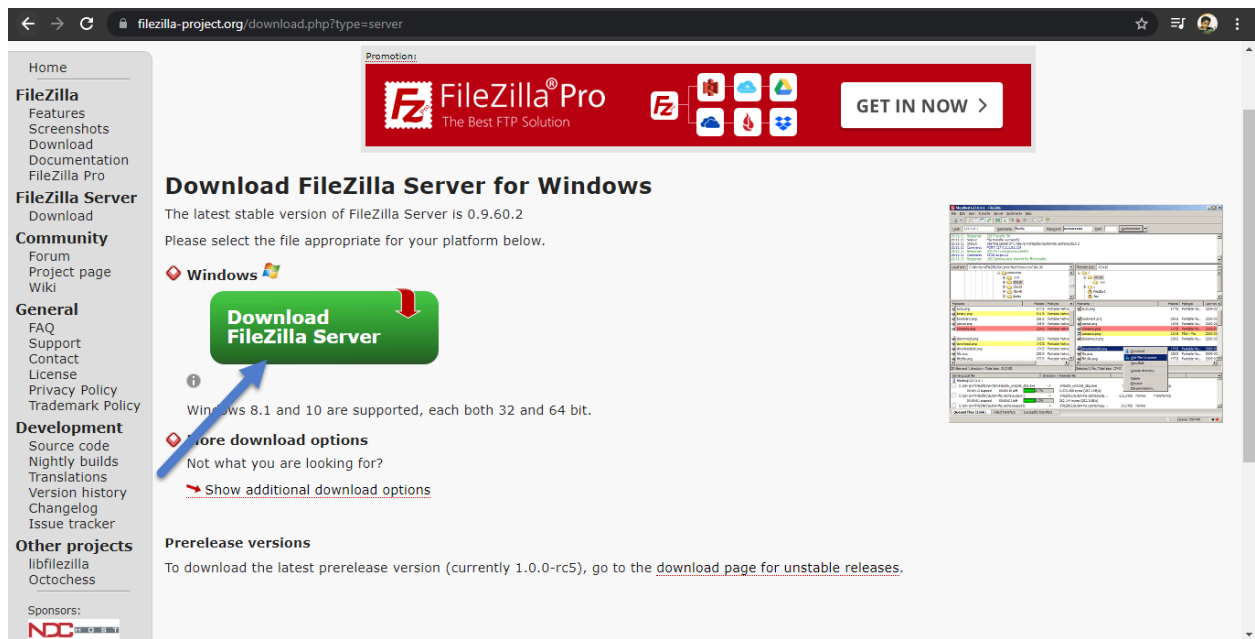 filezilla-project.org/download.php?type=server
Home
FileZilla
Features
Screenshots
Download
Documentation
FileZilla Pro
FileZilla Server
Download
Community
Forum
Project page
Wiki
General
FAQ
Support
Contact
License
Privacy Policy
Trademark Policy
Development
Source code
Nightly builds
Translations
Version history
Changelog
Issue tracker
Other projects
libfilezilla
Octochess
Sponsors:
NDC HOST
Promotion:
Fz Pro
FileZilla® Pro
The Best FTP Solution
Fz
GET IN NOW >
Download FileZilla Server for Windows
The latest stable version of FileZilla Server is 0.9.60.2
Please select the file appropriate for your platform below.
Windows
Download
FileZilla Server
Windows 8.1 and 10 are supported, each both 32 and 64 bit.
More download options
Not what you are looking for?
Show additional download options
Prerelease versions
To download the latest prerelease version (currently 1.0.0-rc5), go to the download page for unstable releases.